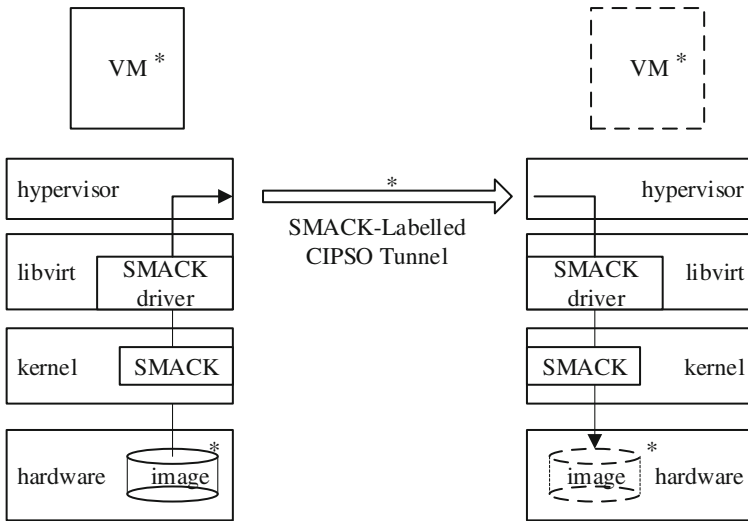 VM *
VM *
hypervisor
*
hypervisor
SMACK-Labelled
CIPSO Tunnel
libvirt
SMACK
driver
SMACK
driver
libvirt
kernel
SMACK
SMACK
kernel
hardware
image
*
image
*
hardware